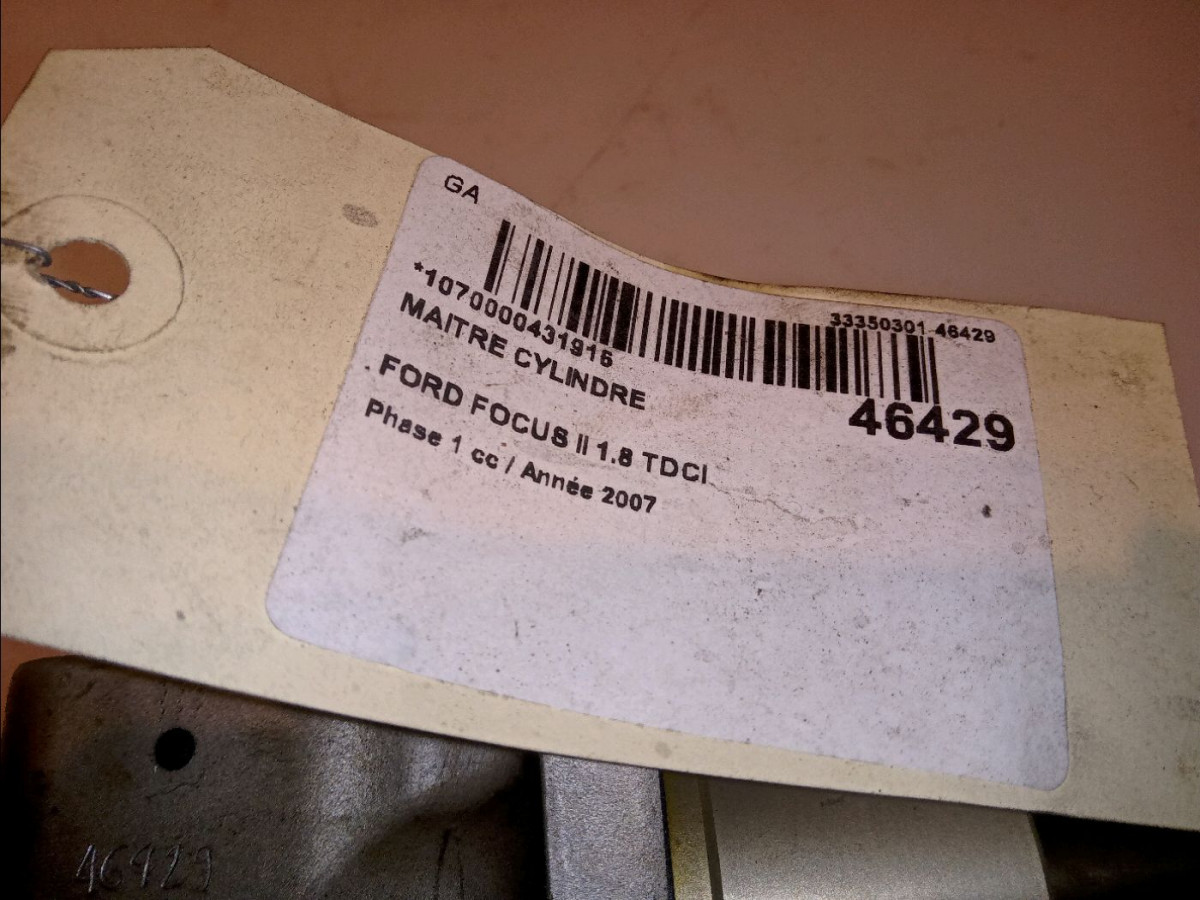 GA
33350301 46429
*1070000431916
46429
MAITRE CYLINDRE
. FORD FOCUS II 1.8 TDCI
Phase 1 cc / Année 2007
46429